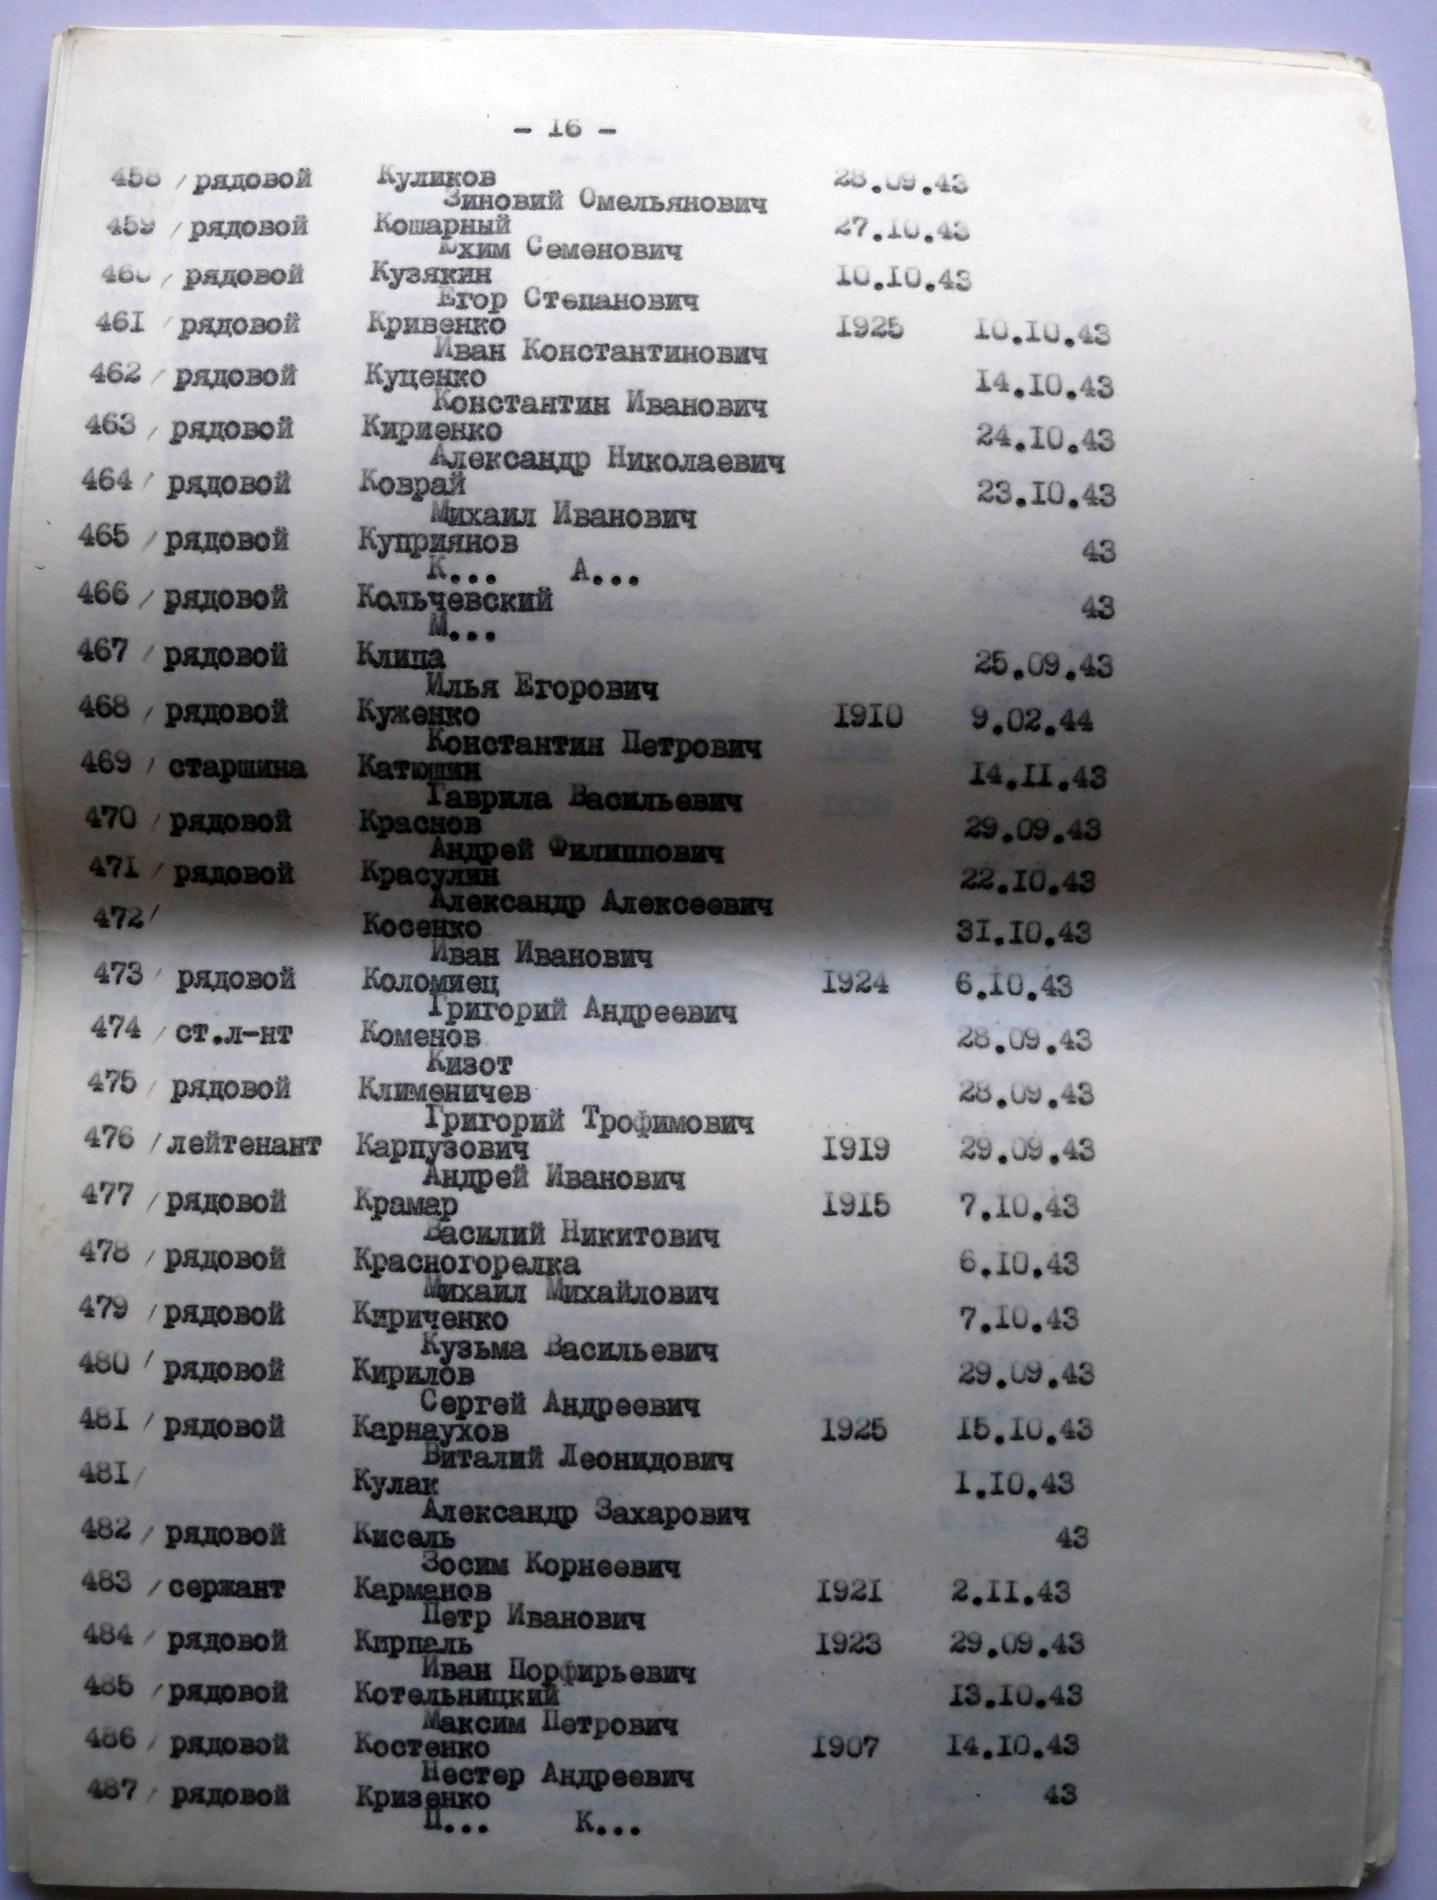 - 16 -
458 / рядовой Куликов 28.09.43
Зиновий Омельянович
459 / рядовой Кошарный 27.10.43
Юхим Семенович
460 / рядовой Кузякин 10.10.43
Егор Степанович
461 / рядовой Кривенко 1925 10.10.43
Иван Константинович
462 / рядовой Куценко 14.10.43
Константин Иванович
463 / рядовой Кириенко 24.10.43
Александр Николаевич
464 / рядовой Коврай 23.10.43
Михаил Иванович
465 / рядовой Куприянов 43
К... А...
466 / рядовой Кольчевский 43
М...
467 / рядовой Клипа 25.09.43
Илья Егорович
468 / рядовой Куженко 1910 9.02.44
Константин Петрович
469 / старшина Катюшин 14.11.43
Гаврила Васильевич
470 / рядовой Краснов 29.09.43
Андрей Филиппович
471 / рядовой Красулин 22.10.43
Александр Алексеевич
472/ Косенко 31.10.43
Иван Иванович
473 / рядовой Коломиец 1924 6.10.43
Григорий Андреевич
474 / ст.л-нт Коменов 28.09.43
Кизот
475 / рядовой Клименичев 28.09.43
Григорий Трофимович
476 /лейтенант Карпузович 1919 29.09.43
Андрей Иванович
477 / рядовой Крамар 1915 7.10.43
Василий Никитович
478 / рядовой Красногорелка 6.10.43
Михаил Михайлович
479 / рядовой Кириченко 7.10.43
Кузьма Васильевич
480 / рядовой Кирилов 29.09.43
Сергей Андреевич
481 / рядовой Карнаухов 1925 15.10.43
Виталий Леонидович
481/ Кулак 1.10.43
Александр Захарович
482 / рядовой Кисель 43
Зосим Корнеевич
483 / сержант Карманов 1921 2.11.43
Петр Иванович
484 / рядовой Кирпаль 1923 29.09.43
Иван Порфирьевич
485 / рядовой Котельницкий 13.10.43
Максим Петрович
486 / рядовой Костенко 1907 14.10.43
Нестер Андреевич
487 / рядовой Кризенко 43
П... К...